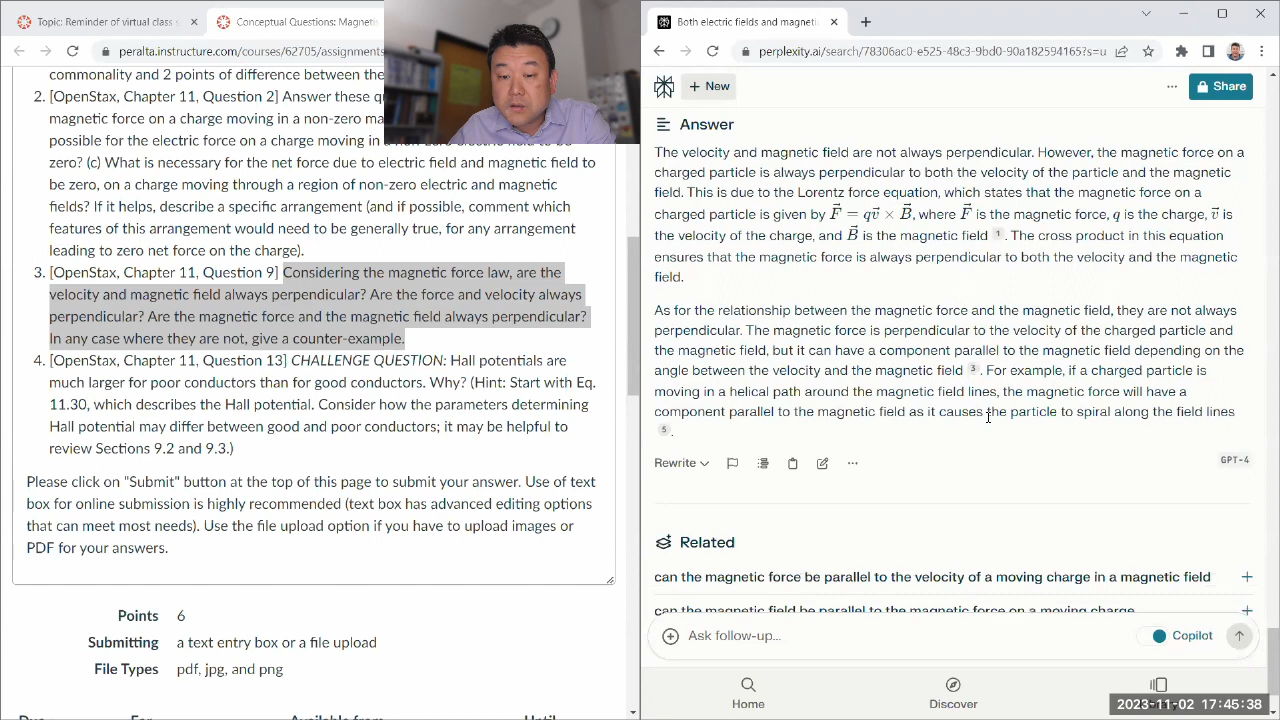 Topic: Reminder of virtual class s
Conceptual Questions: Magnetis
peralta.instructure.com/courses/62705/assignments
commonality and 2 points of difference between the
2. [OpenStax, Chapter 11, Question 2] Answer these qu
magnetic force on a charge moving in a non-zero ma
possible for the electric force on a charge moving in
zero? (c) What is necessary for the net force due to electric field and magnetic field to
be zero, on a charge moving through a region of non-zero electric and magnetic
fields? If it helps, describe a specific arrangement (and if possible, comment which
features of this arrangement would need to be generally true, for any arrangement
leading to zero net force on the charge).
3. [OpenStax, Chapter 11, Question 9] Considering the magnetic force law, are the
velocity and magnetic field always perpendicular? Are the force and velocity always
perpendicular? Are the magnetic force and the magnetic field always perpendicular?
In any case where they are not, give a counter-example.
4. [OpenStax, Chapter 11, Question 13] CHALLENGE QUESTION: Hall potentials are
much larger for poor conductors than for good conductors. Why? (Hint: Start with Eq.
11.30, which describes the Hall potential. Consider how the parameters determining
Hall potential may differ between good and poor conductors; it may be helpful to
review Sections 9.2 and 9.3.)
Please click on "Submit" button at the top of this page to submit your answer. Use of text
box for online submission is highly recommended (text box has advanced editing options
that can meet most needs). Use the file upload option if you have to upload images or
PDF for your answers.
Points 6
Submitting a text entry box or a file upload
File Types pdf, jpg, and png
Due For Available from Until
Both electric fields and magneti
perplexity.ai/search/78306ac0-e525-48c3-9bd0-90a182594165?s=u
New
Share
Answer
The velocity and magnetic field are not always perpendicular. However, the magnetic force on a
charged particle is always perpendicular to both the velocity of the particle and the magnetic
field. This is due to the Lorentz force equation, which states that the magnetic force on a
charged particle is given by F⃗ = qv⃗ × B⃗, where F⃗ is the magnetic force, q is the charge, v⃗ is
the velocity of the charge, and B⃗ is the magnetic field 1. The cross product in this equation
ensures that the magnetic force is always perpendicular to both the velocity and the magnetic
field.
As for the relationship between the magnetic force and the magnetic field, they are not always
perpendicular. The magnetic force is perpendicular to the velocity of the charged particle and
the magnetic field, but it can have a component parallel to the magnetic field depending on the
angle between the velocity and the magnetic field 3. For example, if a charged particle is
moving in a helical path around the magnetic field lines, the magnetic force will have a
component parallel to the magnetic field as it causes the particle to spiral along the field lines
5.
Rewrite
GPT-4
Related
can the magnetic force be parallel to the velocity of a moving charge in a magnetic field
can the magnetic field be parallel to the magnetic force on a moving charge
Ask follow-up...
Copilot
Home
Discover
2023-11-02 17:45:38